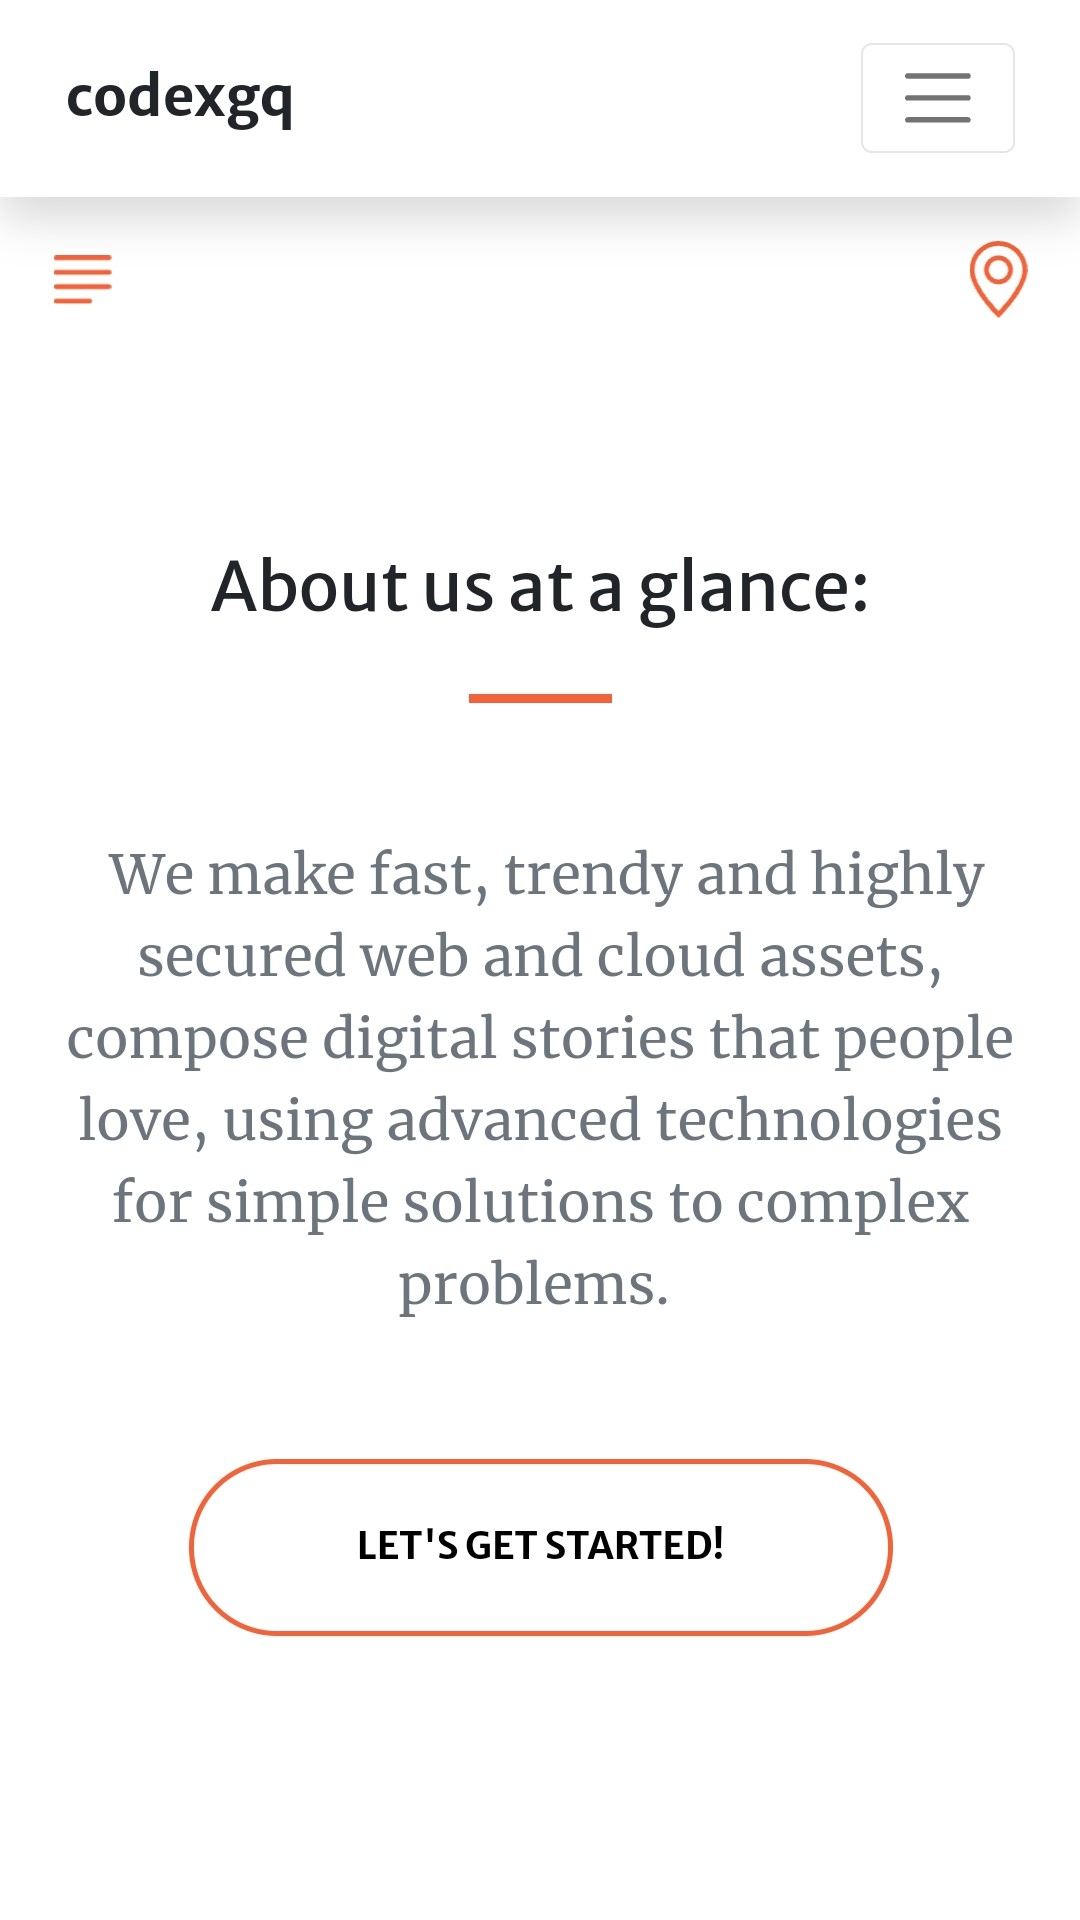 codexgq
About us at a glance:
We make fast, trendy and highly
secured web and cloud assets,
compose digital stories that people
love, using advanced technologies
for simple solutions to complex
problems.
LET'S GET STARTED!